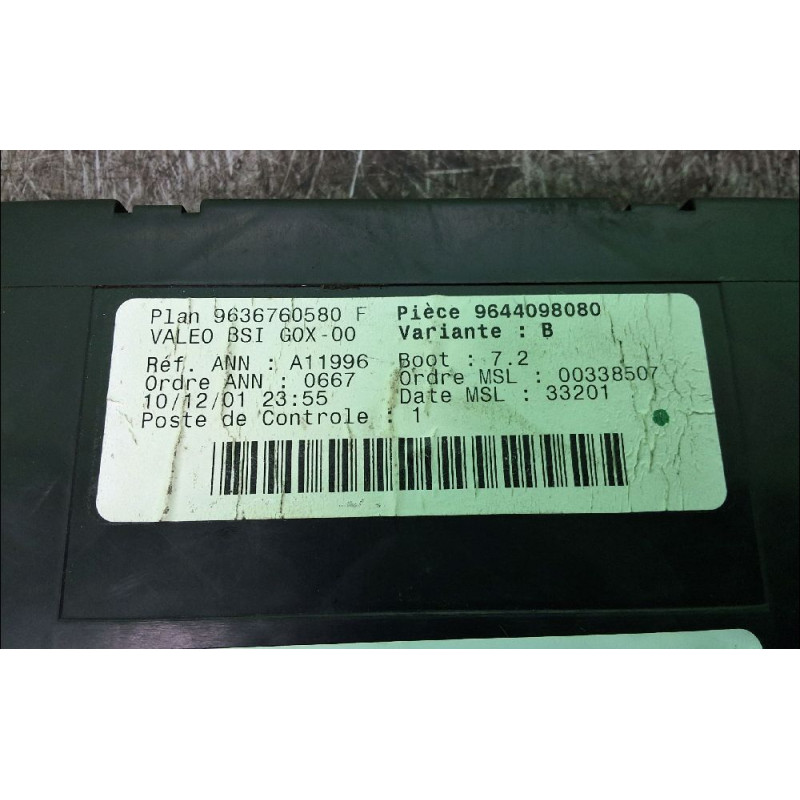 Plan 9636760580 F Pièce 9644098080
VALEO BSI G0X-00 Variante : B
Réf. ANN : A11996 Boot : 7.2
Ordre ANN : 0667 Ordre MSL : 00338507
10/12/01 23:55 Date MSL : 33201
Poste de Controle : 1